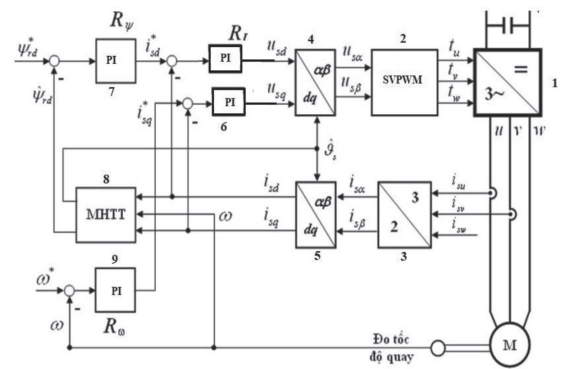 R_ψ
R_I
4
2
ψ*_rd
i*_sd
u_sd
u_sα
t_u
PI
PI
αβ
dq
SVPWM
t_v
=
3~
1
ψ̂_rd
7
u_sq
u_sβ
t_w
i*_sq
PI
6
u
v
w
ϑ̂_s
8
i_sd
i_sα
i_su
MHTT
αβ
dq
3
2
i_sv
ω
i_sq
i_sβ
i_sw
9
5
3
ω*
PI
ω
R_ω
Đo tốc
độ quay
M
-
-
-
-